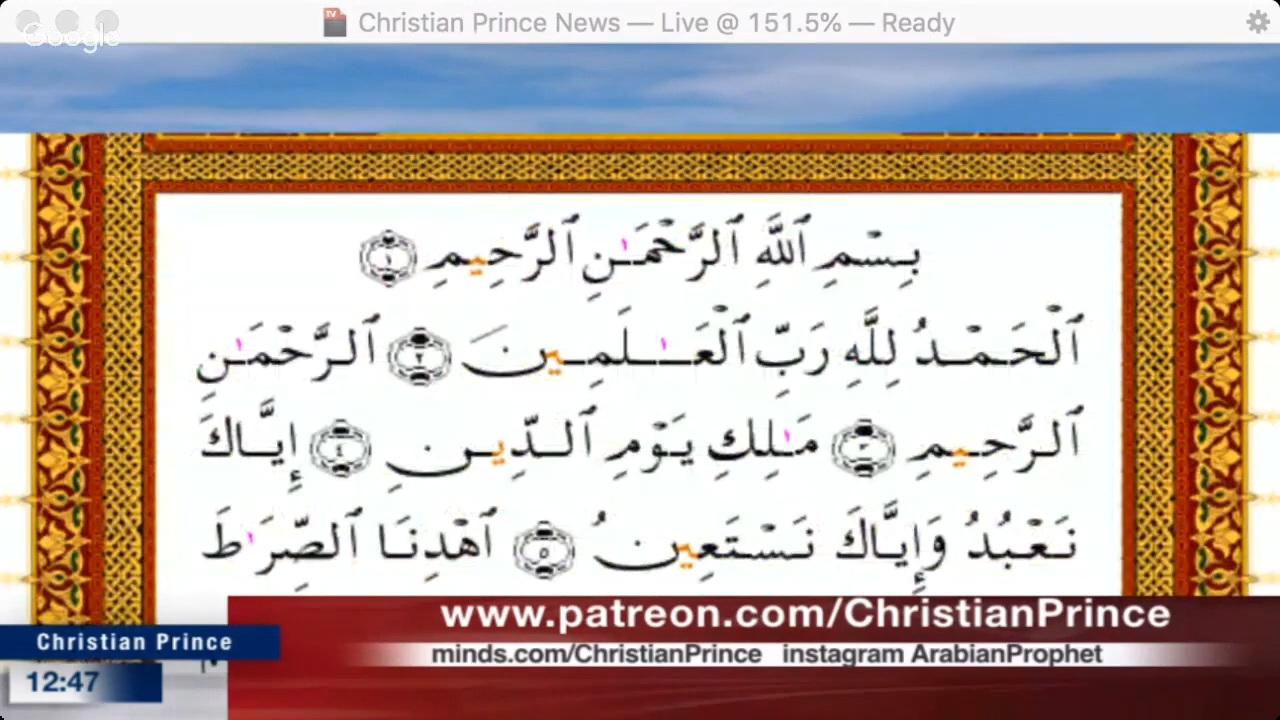 Christian Prince News — Live @ 151.5% — Ready
Google
بِسْمِ ٱللَّهِ ٱلرَّحْمَٰنِ ٱلرَّحِيمِ ١
ٱلْحَمْدُ لِلَّهِ رَبِّ ٱلْعَٰلَمِينَ ٢ ٱلرَّحْمَٰنِ
ٱلرَّحِيمِ ٣ مَٰلِكِ يَوْمِ ٱلدِّينِ ٤ إِيَّاكَ
نَعْبُدُ وَإِيَّاكَ نَسْتَعِينُ ٥ ٱهْدِنَا ٱلصِّرَٰطَ
www.patreon.com/ChristianPrince
Christian Prince
minds.com/ChristianPrince instagram ArabianProphet
12:47